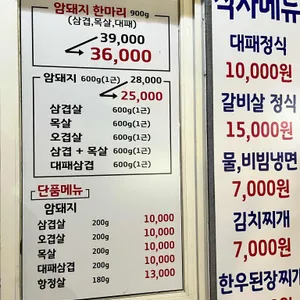 암돼지 한마리 900g
(삼겹,목살,대패)
39,000
36,000
암돼지 600g(1근) 28,000
25,000
삼겹살 600g(1근)
목살 600g(1근)
오겹살 600g(1근)
삼겹 + 목살 600g(1근)
대패삼겹 600g(1근)
단품메뉴
암돼지
삼겹살 200g 10,000
오겹살 200g 10,000
목살 200g 10,000
대패삼겹 200g 10,000
항정살 180g 13,000
식사메뉴
대패정식
10,000원
갈비살 정식
15,000원
물,비빔냉면
7,000원
김치찌개
7,000원
한우된장찌개